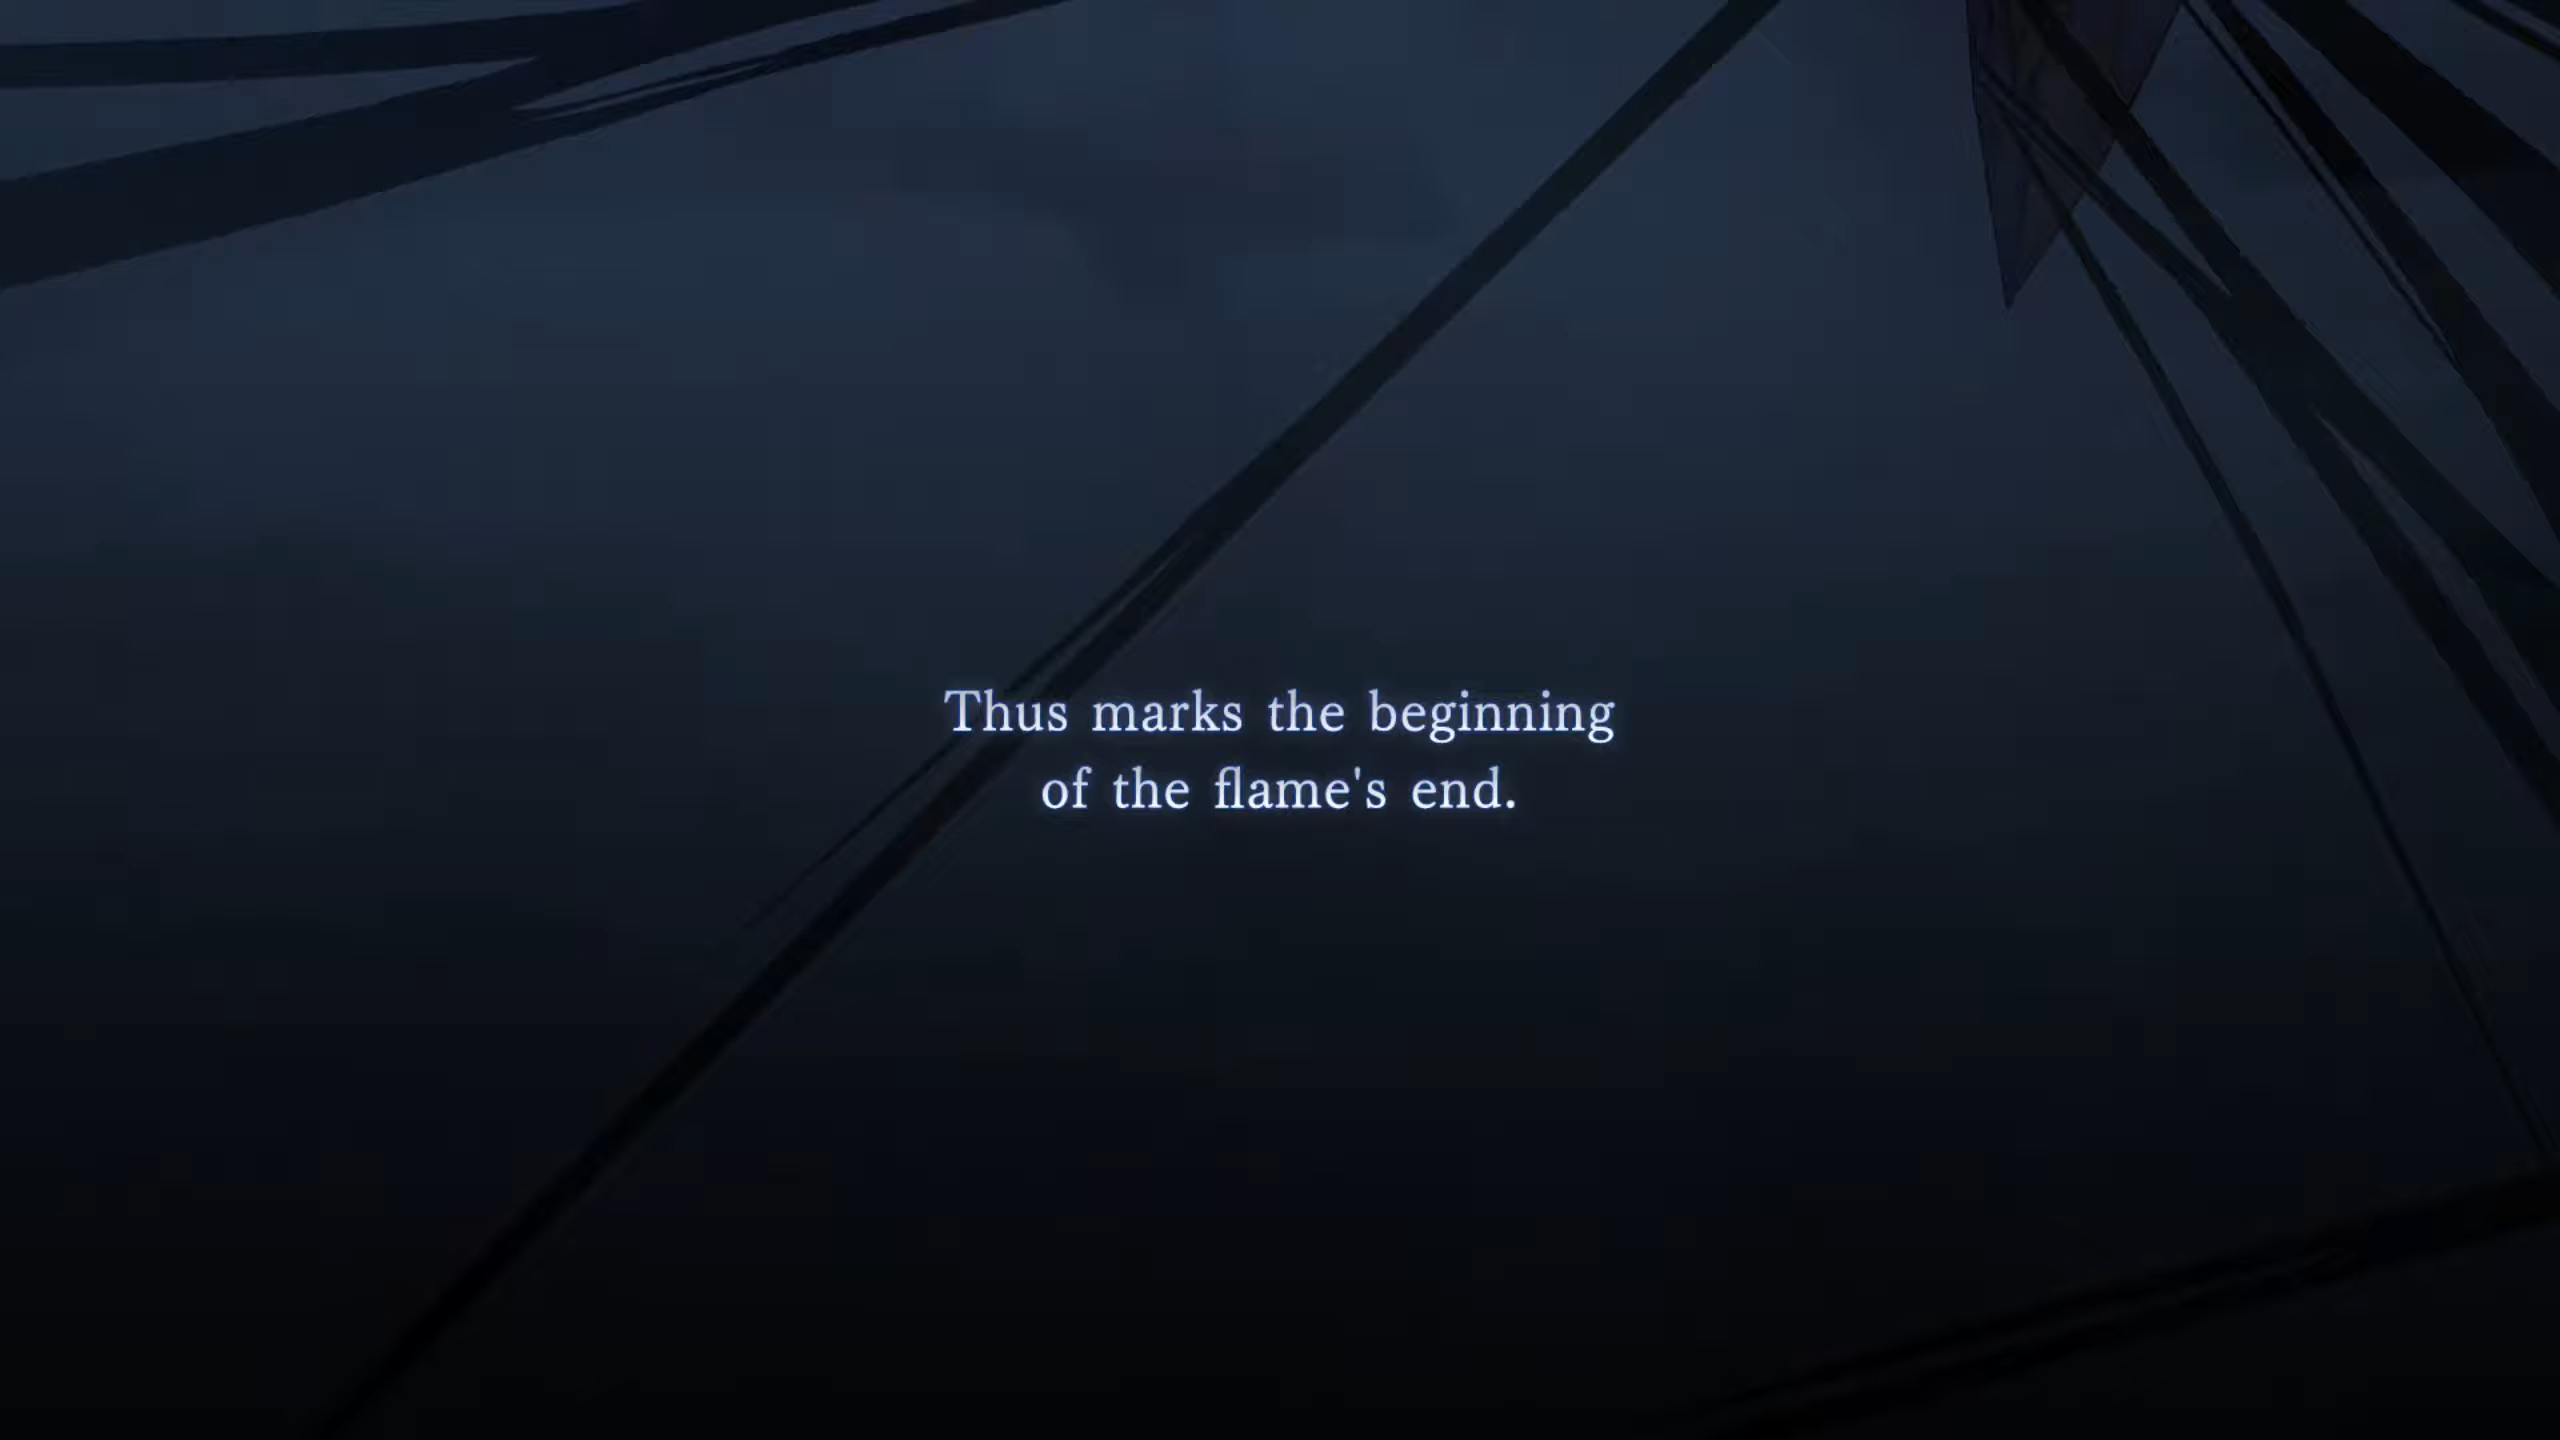 Thus marks the beginning
of the flame's end.